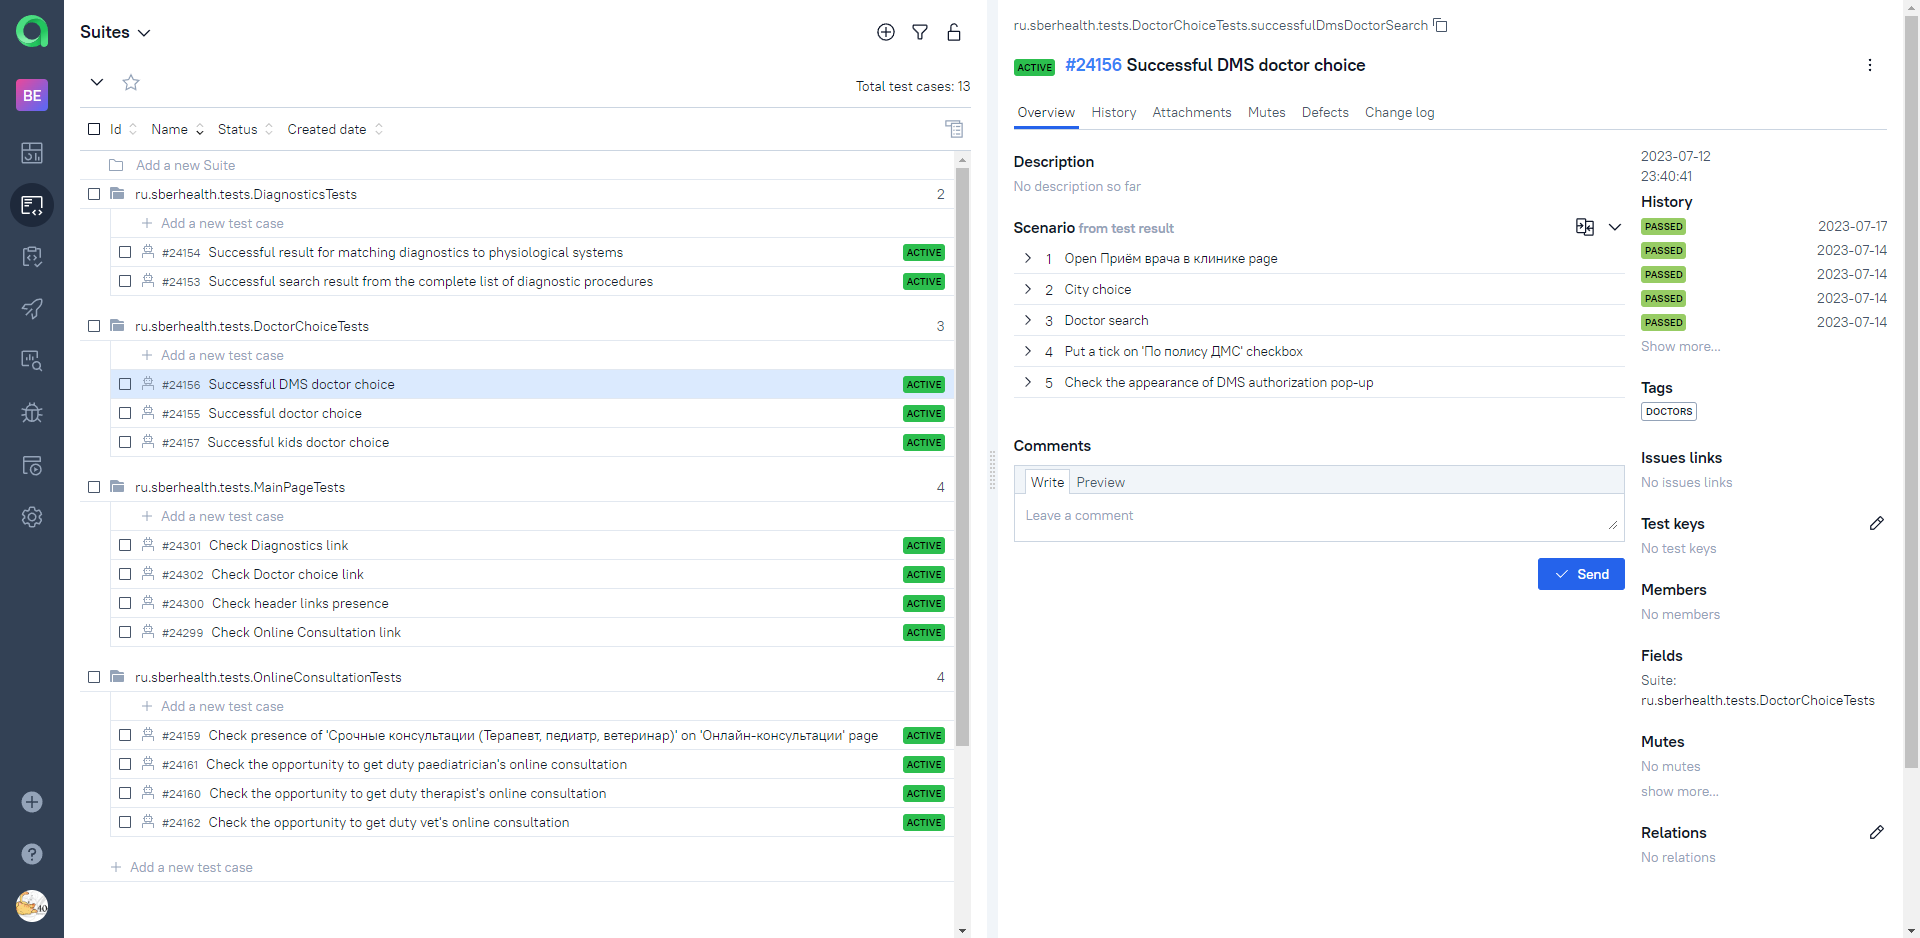 BE
Suites
Total test cases: 13
Id Name Status Created date
Add a new Suite
ru.sberhealth.tests.DiagnosticsTests 2
Add a new test case
#24154 Successful result for matching diagnostics to physiological systems ACTIVE
#24153 Successful search result from the complete list of diagnostic procedures ACTIVE
ru.sberhealth.tests.DoctorChoiceTests 3
Add a new test case
#24156 Successful DMS doctor choice ACTIVE
#24155 Successful doctor choice ACTIVE
#24157 Successful kids doctor choice ACTIVE
ru.sberhealth.tests.MainPageTests 4
Add a new test case
#24301 Check Diagnostics link ACTIVE
#24302 Check Doctor choice link ACTIVE
#24300 Check header links presence ACTIVE
#24299 Check Online Consultation link ACTIVE
ru.sberhealth.tests.OnlineConsultationTests 4
Add a new test case
#24159 Check presence of 'Срочные консультации (Терапевт, педиатр, ветеринар)' on 'Онлайн-консультации' page ACTIVE
#24161 Check the opportunity to get duty paediatrician's online consultation ACTIVE
#24160 Check the opportunity to get duty therapist's online consultation ACTIVE
#24162 Check the opportunity to get duty vet's online consultation ACTIVE
Add a new test case
ru.sberhealth.tests.DoctorChoiceTests.successfulDmsDoctorSearch
ACTIVE #24156 Successful DMS doctor choice
Overview History Attachments Mutes Defects Change log
Description
No description so far
Scenario from test result
1 Open Приём врача в клинике page
2 City choice
3 Doctor search
4 Put a tick on 'По полису ДМС' checkbox
5 Check the appearance of DMS authorization pop-up
Comments
Write Preview
Leave a comment
Send
2023-07-12
23:40:41
History
PASSED 2023-07-17
PASSED 2023-07-14
PASSED 2023-07-14
PASSED 2023-07-14
PASSED 2023-07-14
Show more...
Tags
DOCTORS
Issues links
No issues links
Test keys
No test keys
Members
No members
Fields
Suite:
ru.sberhealth.tests.DoctorChoiceTests
Mutes
No mutes
show more...
Relations
No relations